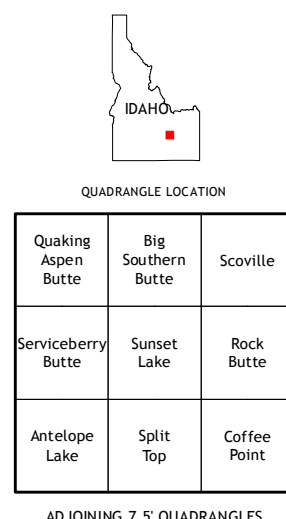 IDAHO
QUADRANGLE LOCATION
Quaking
Aspen
Butte
Big
Southern
Butte
Scoville
Serviceberry
Butte
Sunset
Lake
Rock
Butte
Antelope
Lake
Split
Top
Coffee
Point
ADJOINING 7.5' QUADRANGLES